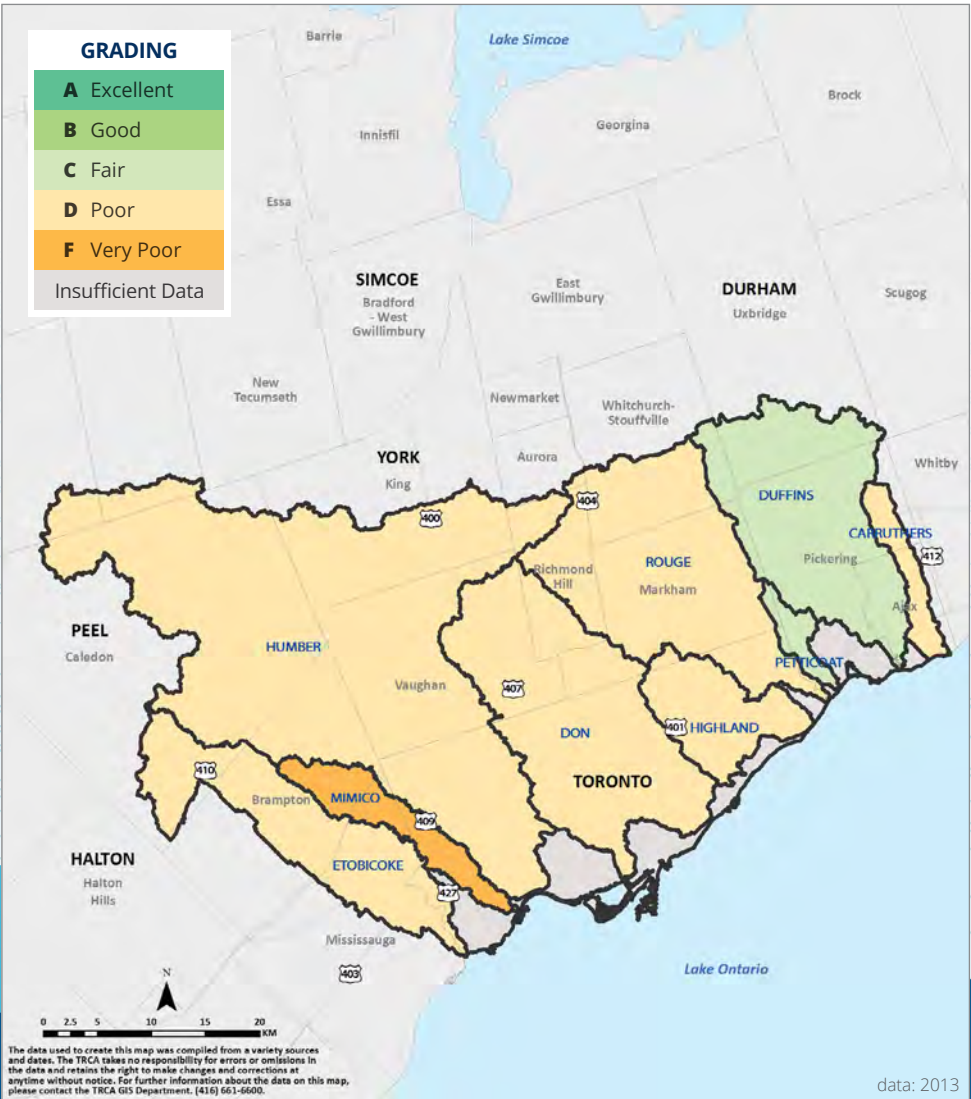 GRADING
A Excellent
B Good
C Fair
D Poor
F Very Poor
Insufficient Data
Barrie
Lake Simcoe
Brock
Innisfil
Georgina
Essa
SIMCOE
Bradford
- West
Gwillimbury
East
Gwillimbury
DURHAM
Uxbridge
Scugog
New
Tecumseth
Newmarket
Whitchurch-
Stouffville
YORK
King
Aurora
Whitby
400
404
DUFFINS
CARRUTHERS
412
Richmond
Hill
ROUGE
Markham
Pickering
Ajax
PEEL
Caledon
HUMBER
Vaughan
407
PETTICOAT
DON
401
HIGHLAND
410
Brampton
MIMICO
409
TORONTO
HALTON
Halton
Hills
ETOBICOKE
427
Mississauga
403
Lake Ontario
N
0 2.5 5 10 15 20
KM
The data used to create this map was compiled from a variety sources
and dates. The TRCA takes no responsibility for errors or omissions in
the data and retains the right to make changes and corrections at
anytime without notice. For further information about the data on this map,
please contact the TRCA GIS Department. (416) 661-6600.
data: 2013